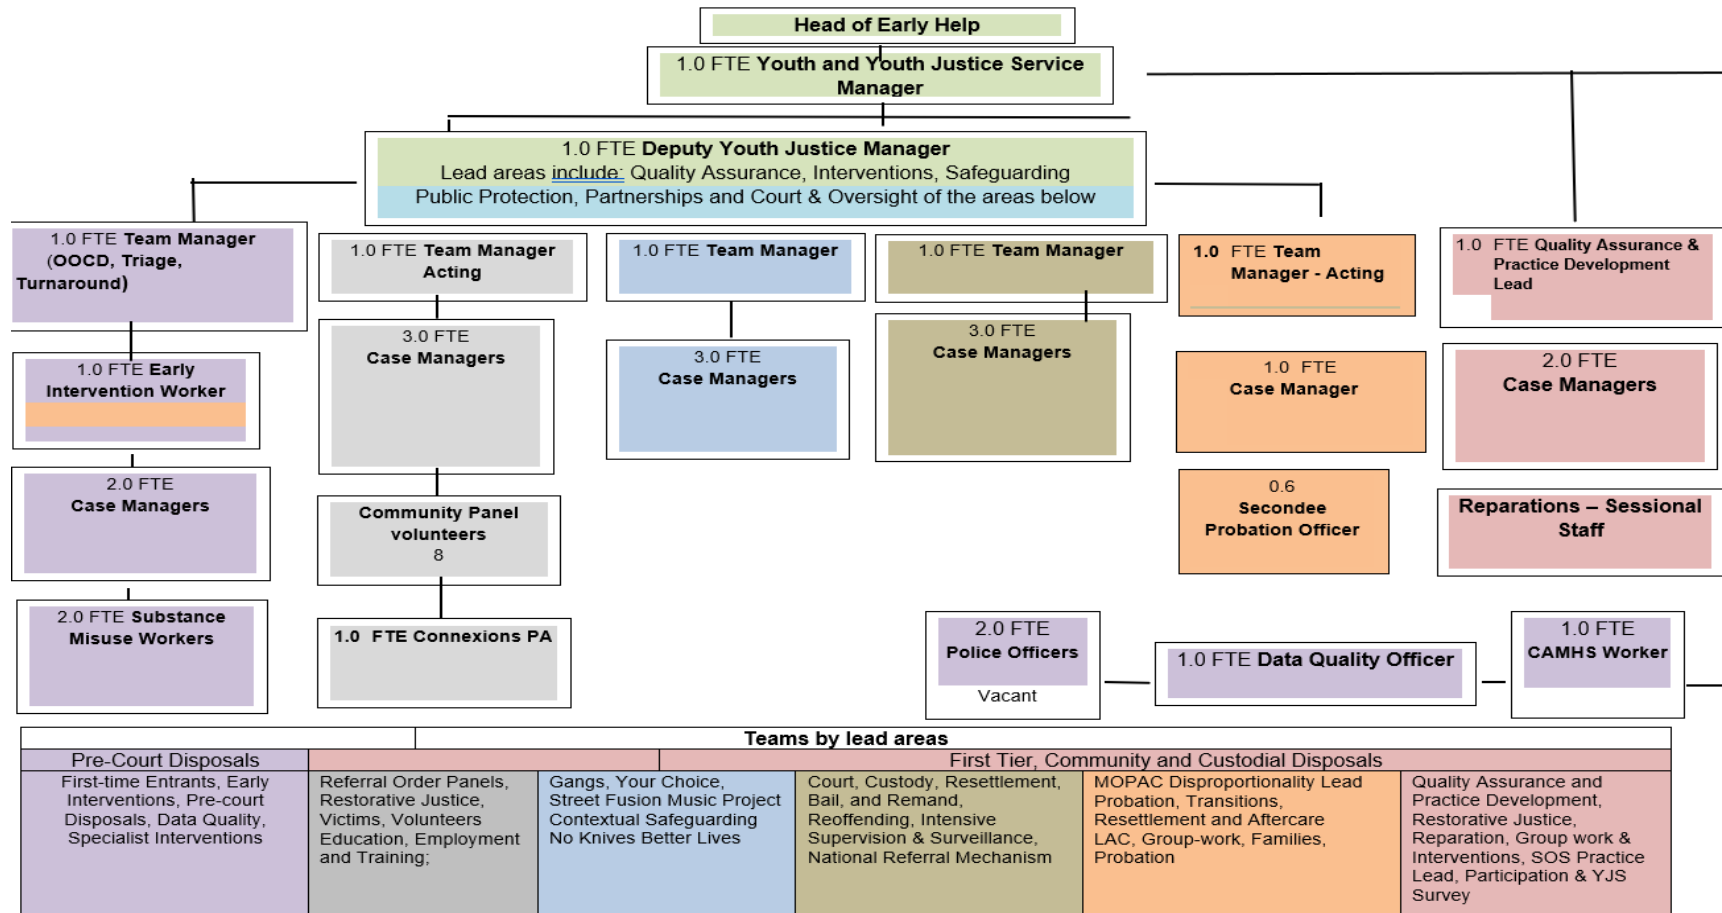 Head of Early Help
1.0 FTE Youth and Youth Justice Service
Manager
1.0 FTE Deputy Youth Justice Manager
Lead areas include: Quality Assurance, Interventions, Safeguarding
Public Protection, Partnerships and Court & Oversight of the areas below
1.0 FTE Team Manager
(OOCD, Triage,
Turnaround)
1.0 FTE Early
Intervention Worker
2.0 FTE
Case Managers
2.0 FTE Substance
Misuse Workers
1.0 FTE Team Manager
Acting
3.0 FTE
Case Managers
Community Panel
volunteers
8
1.0 FTE Connexions PA
1.0 FTE Team Manager
3.0 FTE
Case Managers
1.0 FTE Team Manager
3.0 FTE
Case Managers
1.0 FTE Team
Manager - Acting
1.0 FTE
Case Manager
0.6
Secondee
Probation Officer
1.0 FTE Quality Assurance &
Practice Development
Lead
2.0 FTE
Case Managers
Reparations – Sessional
Staff
2.0 FTE
Police Officers
Vacant
1.0 FTE Data Quality Officer
1.0 FTE
CAMHS Worker
Teams by lead areas
Pre-Court Disposals
First Tier, Community and Custodial Disposals
First-time Entrants, Early
Interventions, Pre-court
Disposals, Data Quality,
Specialist Interventions
Referral Order Panels,
Restorative Justice,
Victims, Volunteers
Education, Employment
and Training;
Gangs, Your Choice,
Street Fusion Music Project
Contextual Safeguarding
No Knives Better Lives
Court, Custody, Resettlement,
Bail, and Remand,
Reoffending, Intensive
Supervision & Surveillance,
National Referral Mechanism
MOPAC Disproportionality Lead
Probation, Transitions,
Resettlement and Aftercare
LAC, Group-work, Families,
Probation
Quality Assurance and
Practice Development,
Restorative Justice,
Reparation, Group work &
Interventions, SOS Practice
Lead, Participation & YJS
Survey